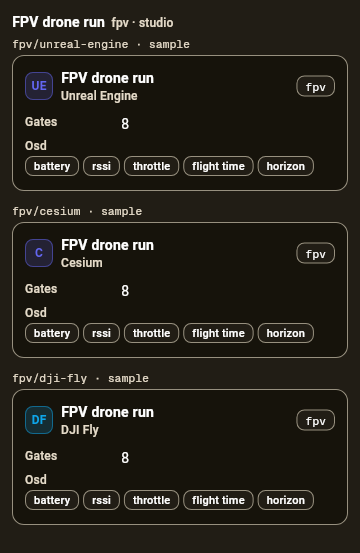 FPV drone run fpv · studio
fpv/unreal-engine · sample
UE
FPV drone run
Unreal Engine
fpv
Gates 8
Osd
battery rssi throttle flight time horizon
fpv/cesium · sample
C
FPV drone run
Cesium
fpv
Gates 8
Osd
battery rssi throttle flight time horizon
fpv/dji-fly · sample
DF
FPV drone run
DJI Fly
fpv
Gates 8
Osd
battery rssi throttle flight time horizon